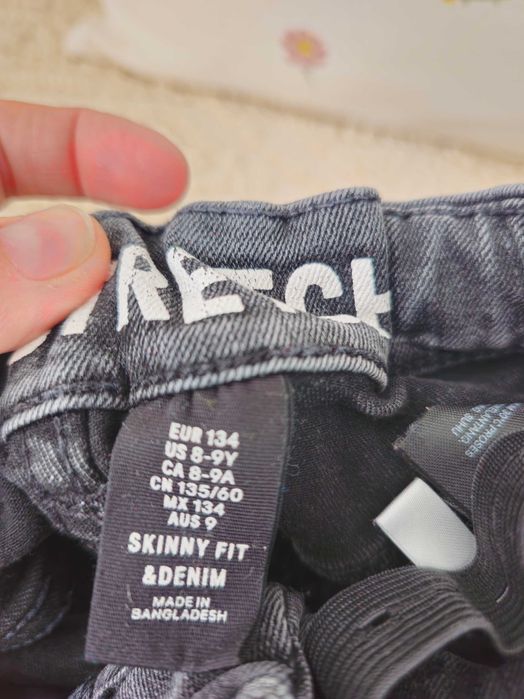 STRETCH
EUR 134
US 8-9Y
CA 8-9A
CN 135/60
MX 134
AUS 9
SKINNY FIT
&DENIM
MADE IN
BANGLADESH